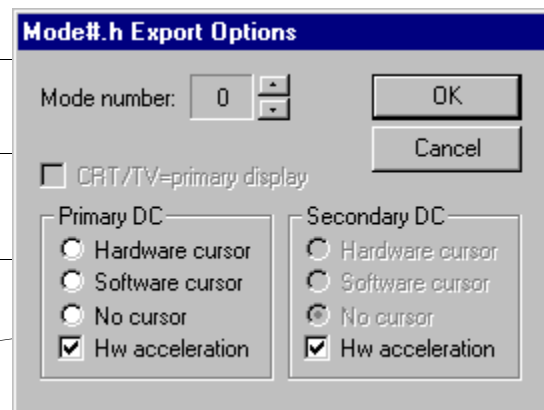 Mode#.h Export Options
Mode number: 0
OK
Cancel
CRT/TV=primary display
Primary DC
Hardware cursor
Software cursor
No cursor
Hw acceleration
Secondary DC
Hardware cursor
Software cursor
No cursor
Hw acceleration